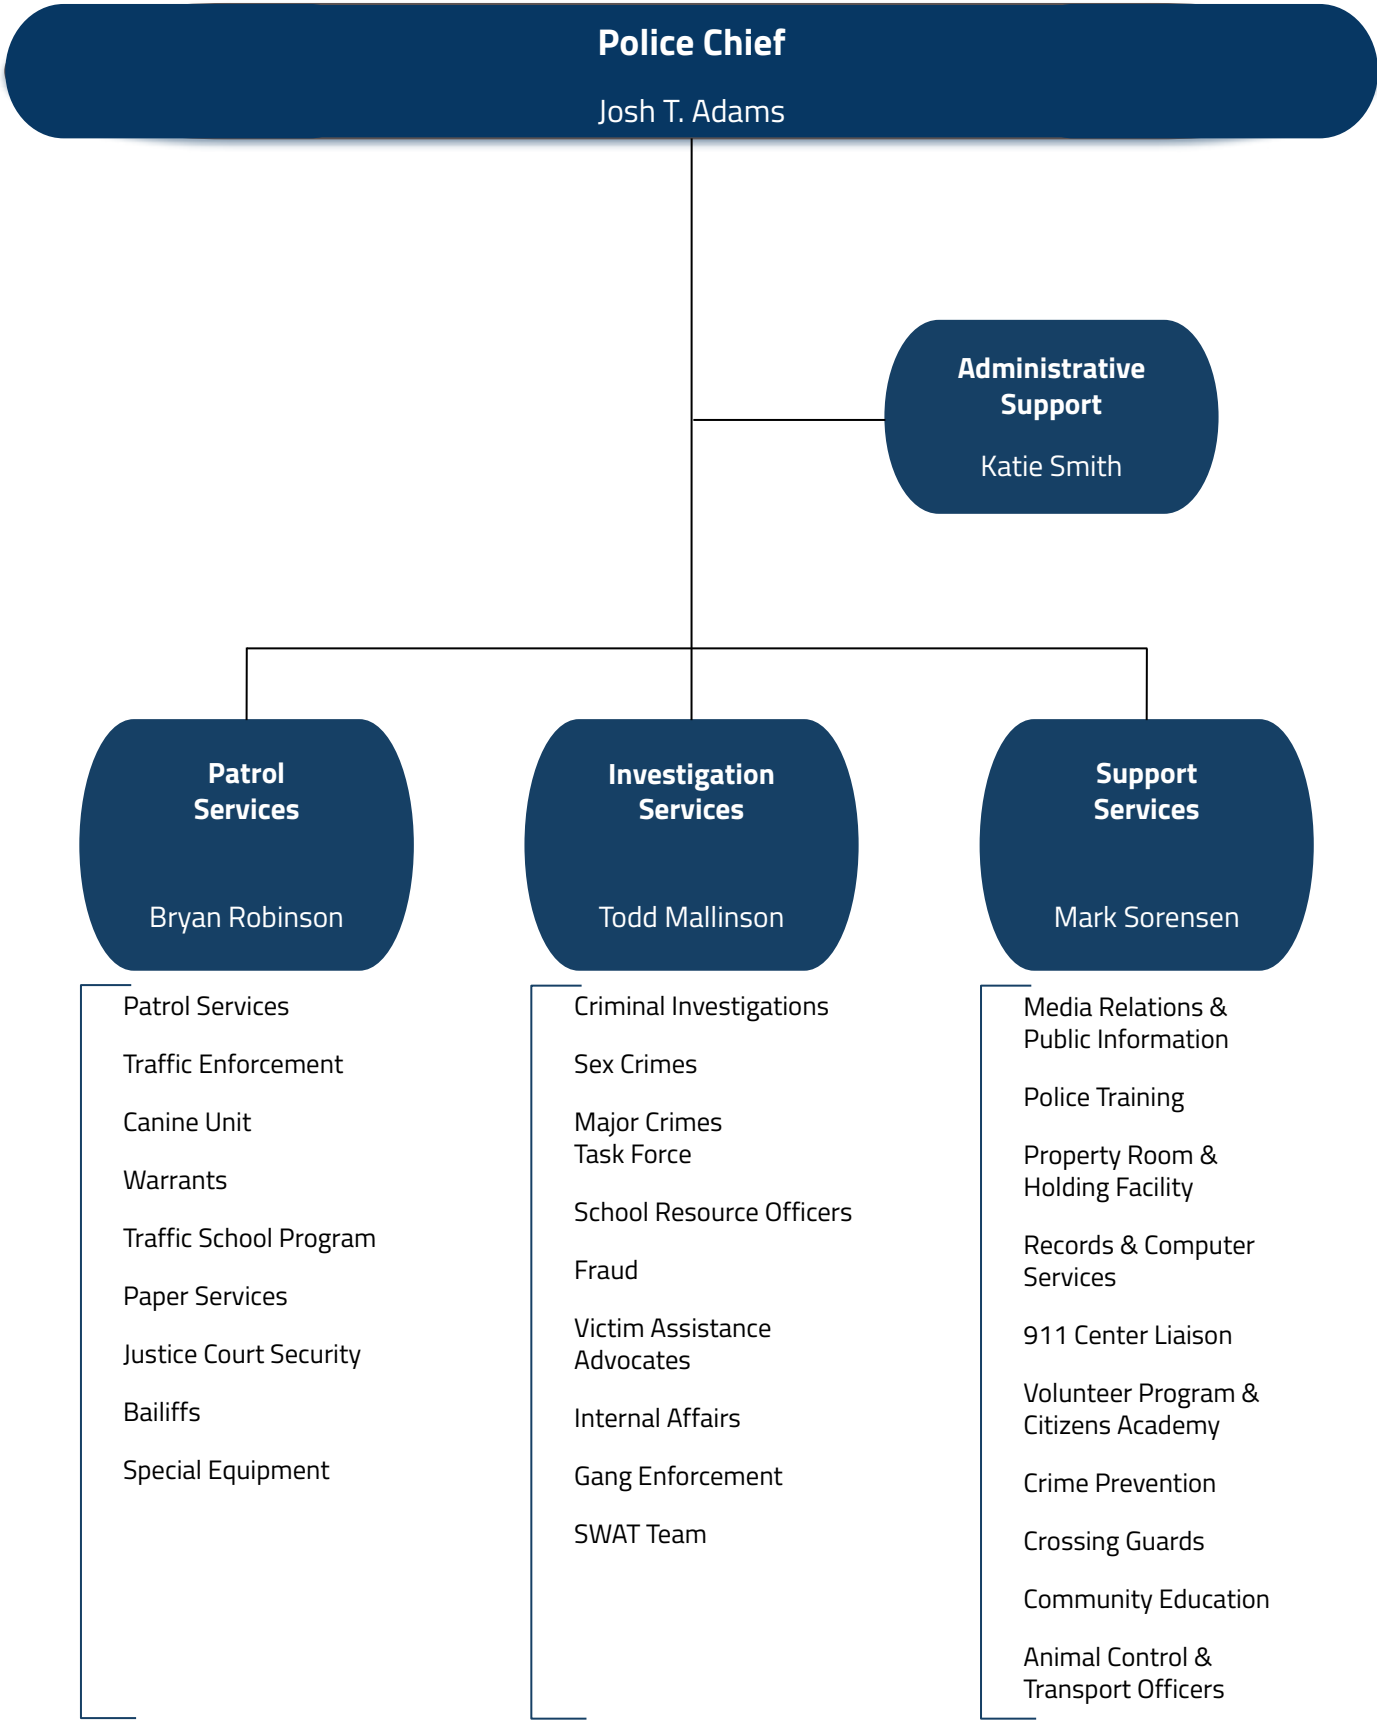 Police Chief
Josh T. Adams
Administrative
Support
Katie Smith
Patrol
Services
Bryan Robinson
Patrol Services
Traffic Enforcement
Canine Unit
Warrants
Traffic School Program
Paper Services
Justice Court Security
Bailiffs
Special Equipment
Investigation
Services
Todd Mallinson
Criminal Investigations
Sex Crimes
Major Crimes
Task Force
School Resource Officers
Fraud
Victim Assistance
Advocates
Internal Affairs
Gang Enforcement
SWAT Team
Support
Services
Mark Sorensen
Media Relations &
Public Information
Police Training
Property Room &
Holding Facility
Records & Computer
Services
911 Center Liaison
Volunteer Program &
Citizens Academy
Crime Prevention
Crossing Guards
Community Education
Animal Control &
Transport Officers